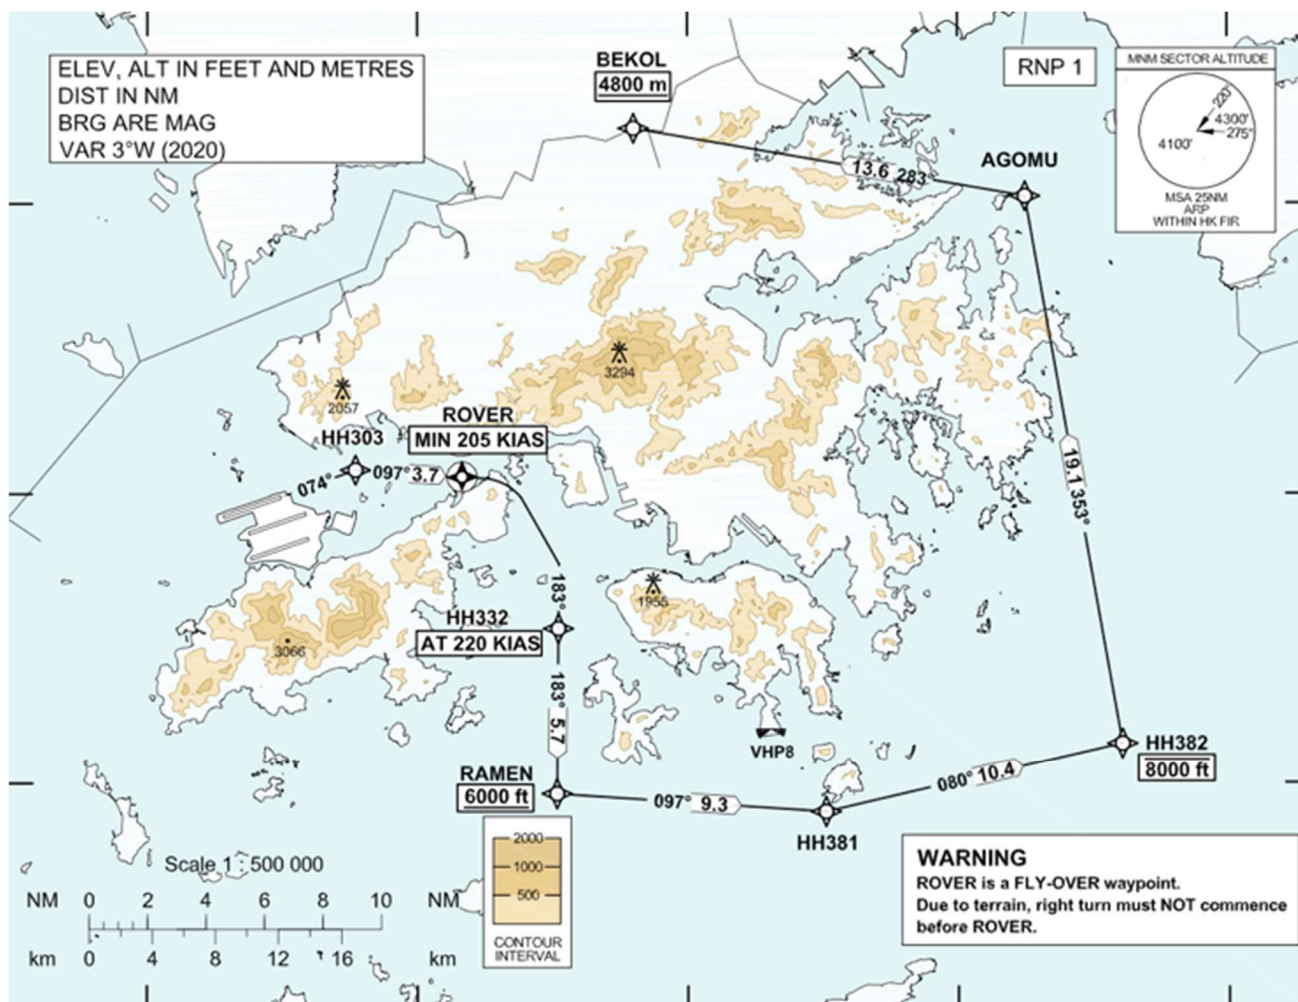 ELEV, ALT IN FEET AND METRES
DIST IN NM
BRG ARE MAG
VAR 3°W (2020)
BEKOL
4800 m
RNP 1
MNM SECTOR ALTITUDE
220°
4300'
275°
4100'
MSA 25NM
ARP
WITHIN HK FIR
AGOMU
13.6 283°
3294
2057
ROVER
MIN 205 KIAS
HH303
074°
097° 3.7
19.1 353°
183°
1955
HH332
AT 220 KIAS
3066
183° 5.7
VHP8
HH382
8000 ft
RAMEN
6000 ft
080° 10.4
097° 9.3
HH381
2000
1000
500
CONTOUR
INTERVAL
Scale 1 : 500 000
NM 0 2 4 6 8 10 NM
km 0 4 8 12 16 km
WARNING
ROVER is a FLY-OVER waypoint.
Due to terrain, right turn must NOT commence
before ROVER.